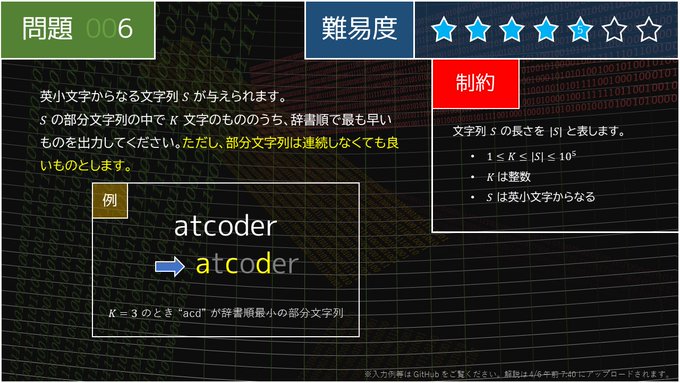 問題 006
難易度
5
英小文字からなる文字列 S が与えられます。
S の部分文字列の中で K 文字のもののうち、辞書順で最も早い
ものを出力してください。ただし、部分文字列は連続しなくても良
いものとします。
例
atcoder
atcoder
K = 3 のとき “acd” が辞書順最小の部分文字列
制約
文字列 S の長さを |S| と表します。
• 1 ≤ K ≤ |S| ≤ 10⁵
• K は整数
• S は英小文字からなる
※入力例等は GitHub をご覧ください。解説は 4/6 午前 7:40 にアップロードされます。